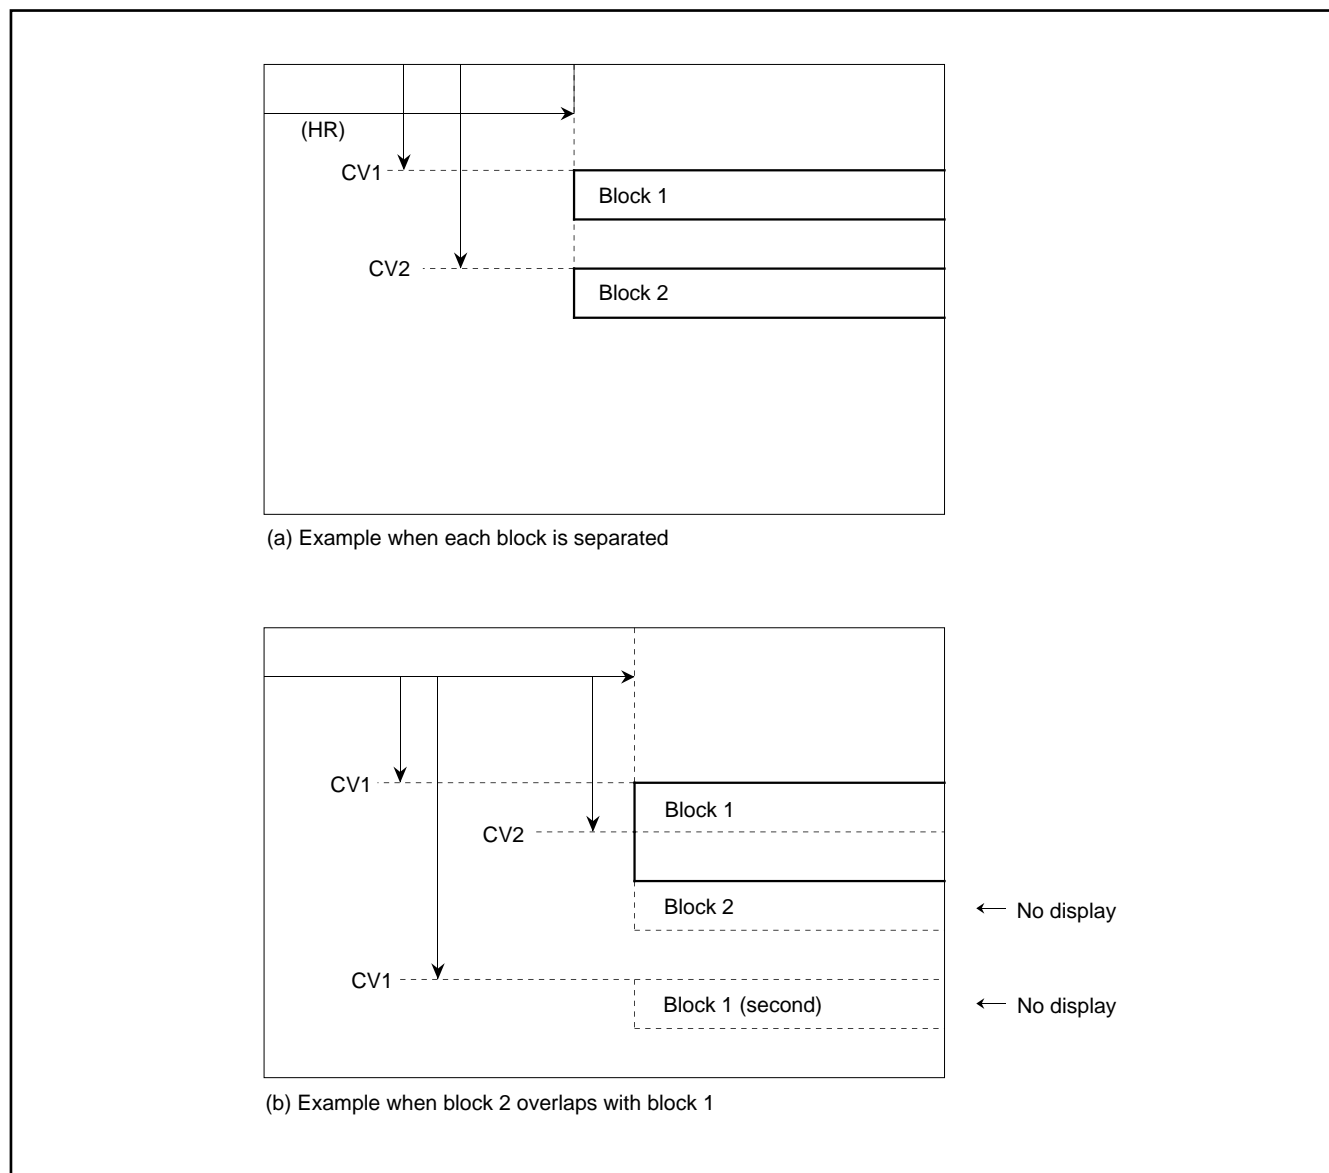 (HR)
CV1
Block 1
CV2
Block 2
(a) Example when each block is separated
CV1
Block 1
CV2
Block 2
No display
CV1
Block 1 (second)
No display
(b) Example when block 2 overlaps with block 1